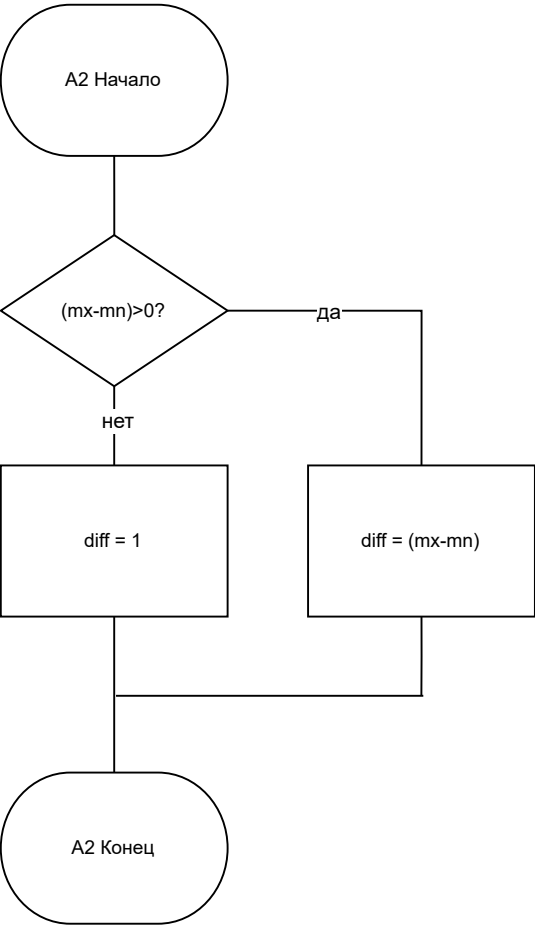 А2 Начало
(mx-mn)>0?
да
нет
diff = 1
diff = (mx-mn)
А2 Конец